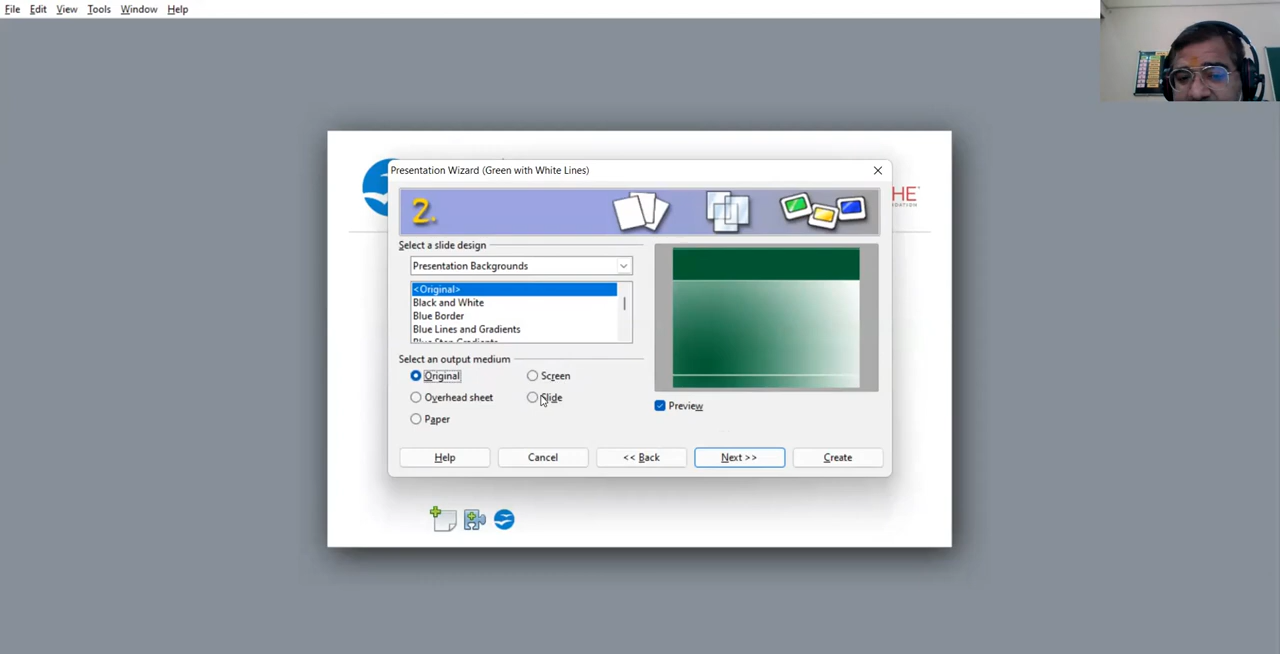 File Edit View Tools Window Help
Presentation Wizard (Green with White Lines)
HE
2.
Select a slide design
Presentation Backgrounds
<Original>
Black and White
Blue Border
Blue Lines and Gradients
Select an output medium
Original
Screen
Overhead sheet
Slide
Paper
Preview
Help
Cancel
<< Back
Next >>
Create